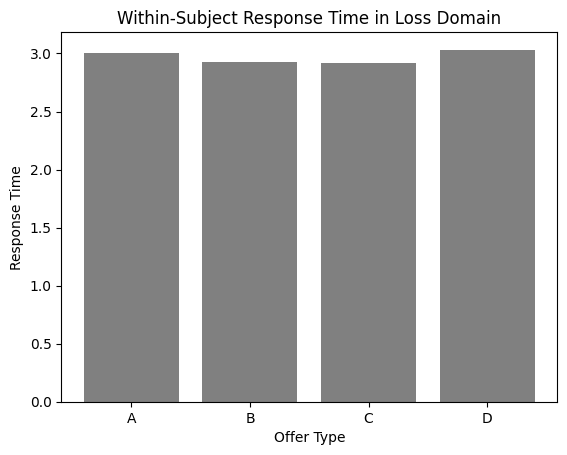 Within-Subject Response Time in Loss Domain
3.0
2.5
2.0
1.5
1.0
0.5
0.0
Response Time
A B C D
Offer Type